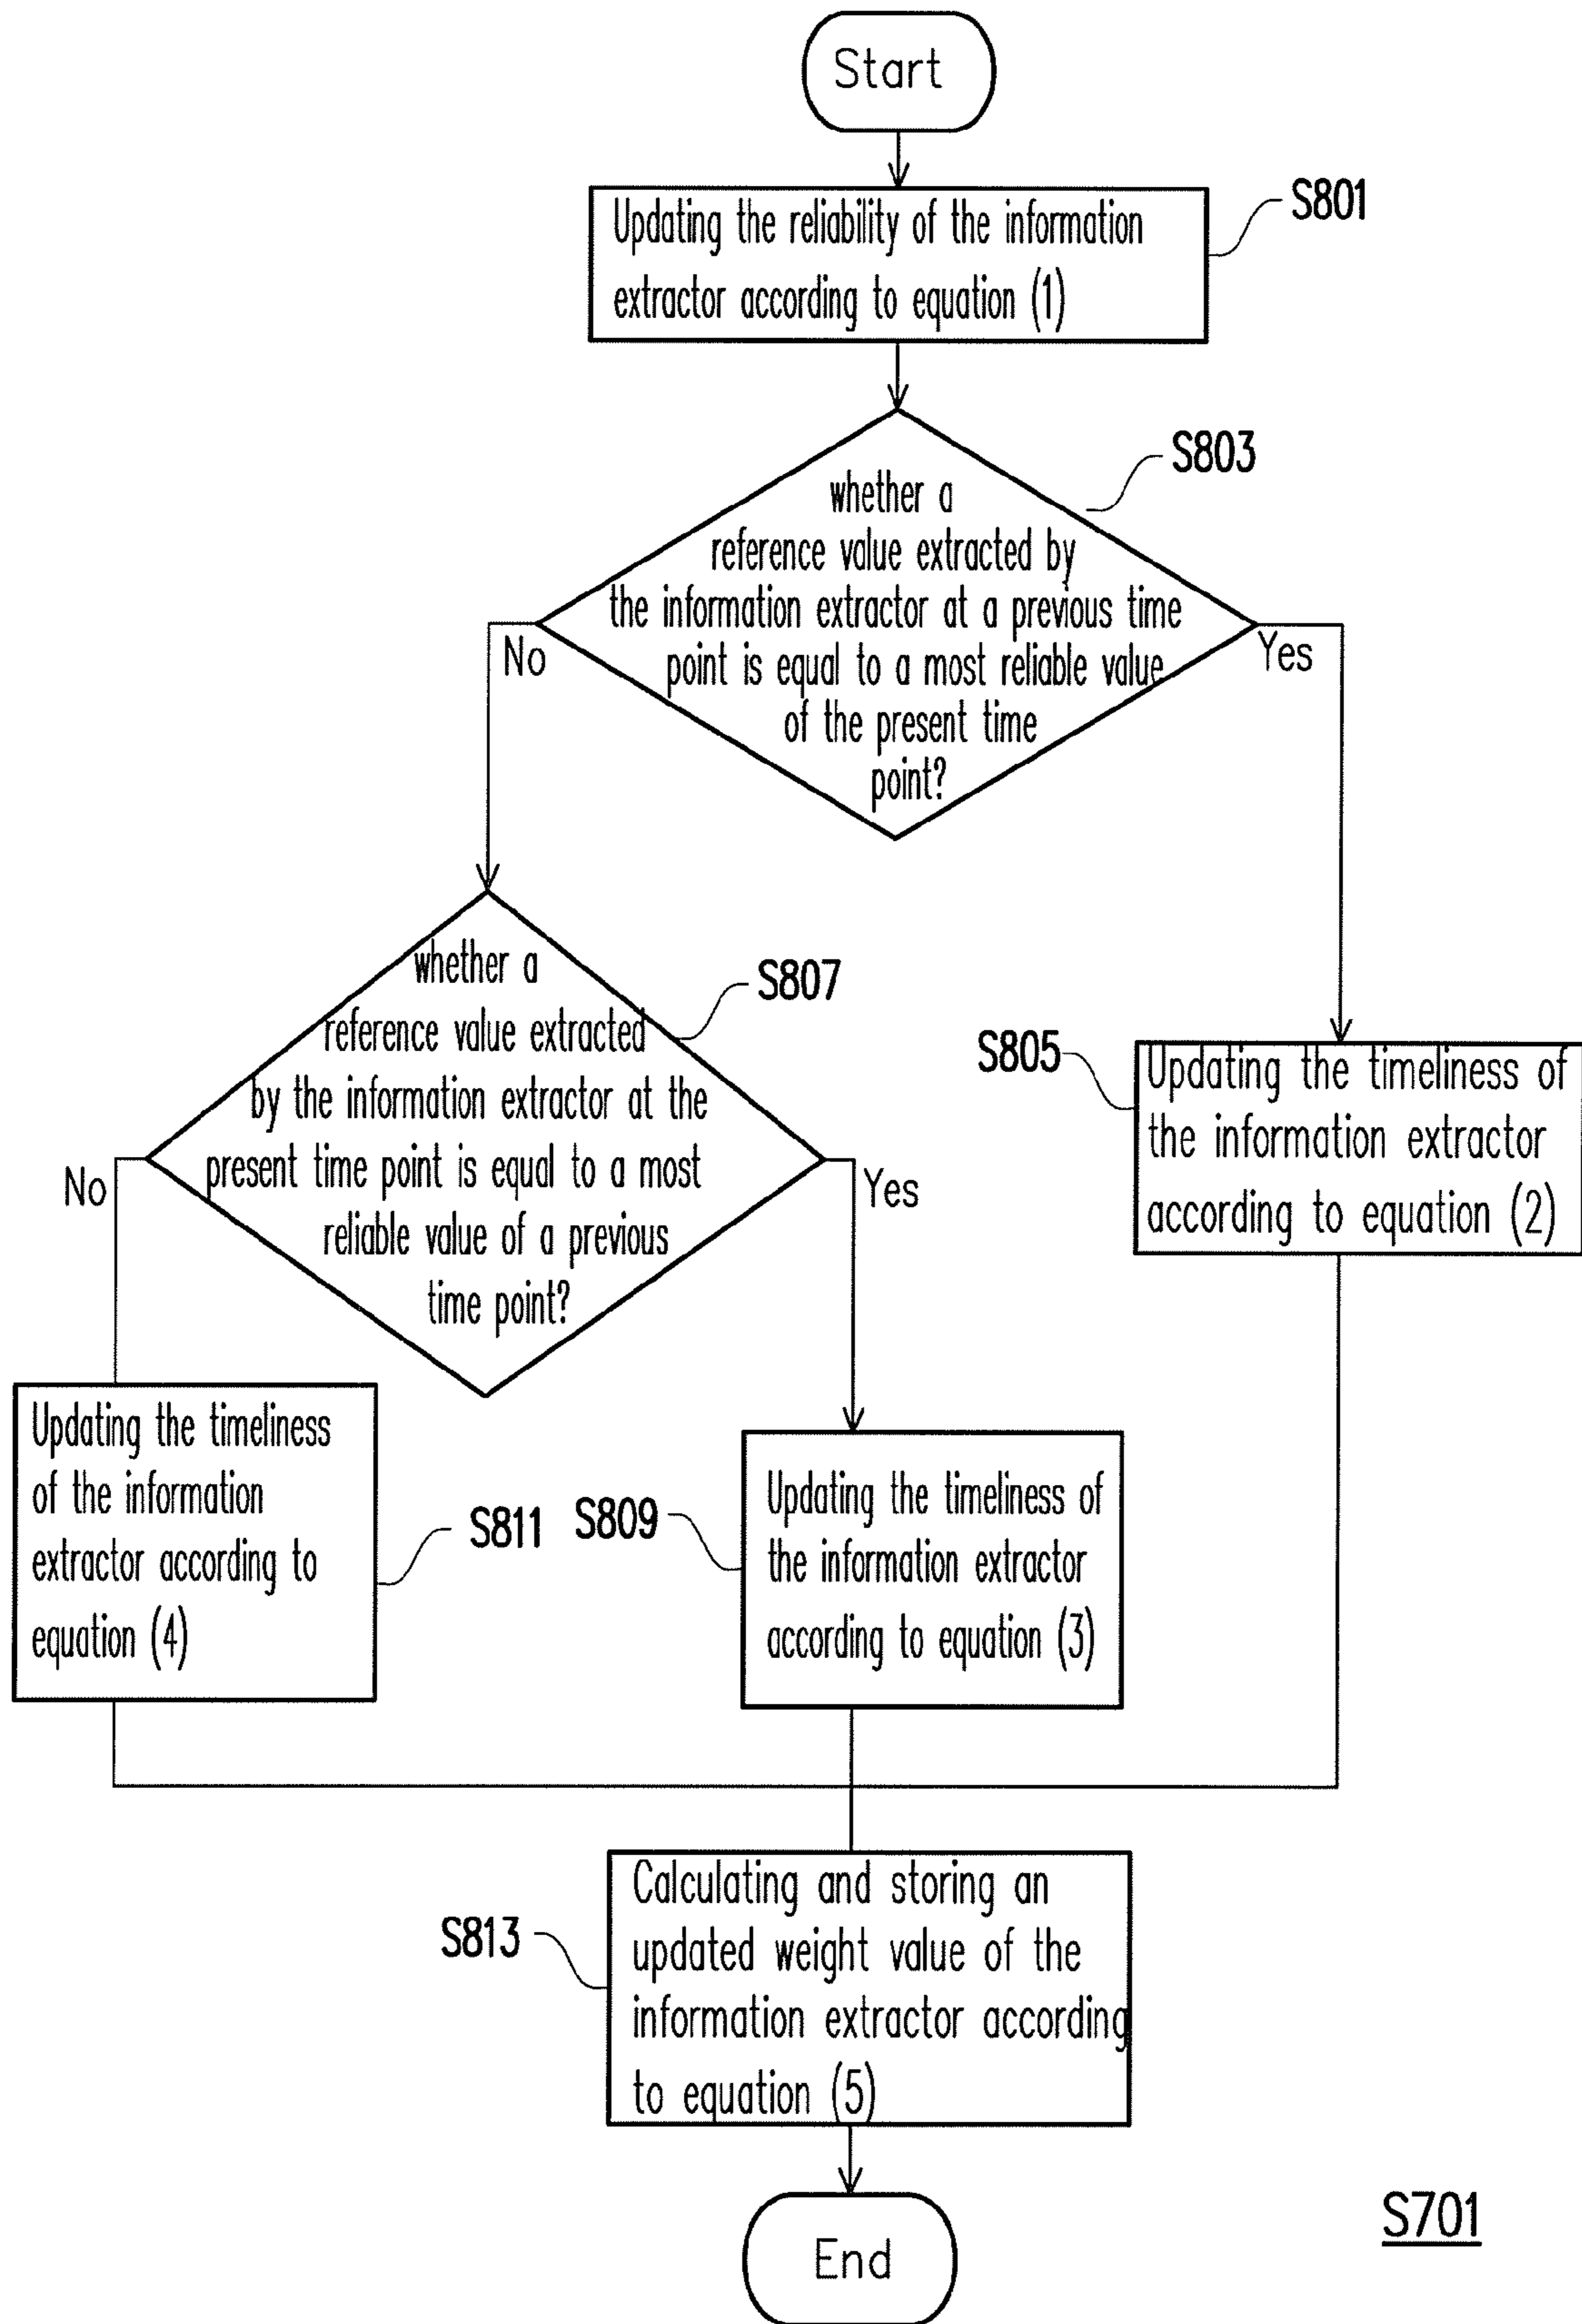 Start
Updating the reliability of the information
extractor according to equation (1)
S801
whether a
reference value extracted by
the information extractor at a previous time
point is equal to a most reliable value
of the present time
point?
S803
No
Yes
whether a
reference value extracted
by the information extractor at the
present time point is equal to a most
reliable value of a previous
time point?
S807
No
Yes
S805
Updating the timeliness of
the information extractor
according to equation (2)
Updating the timeliness
of the information
extractor according to
equation (4)
S811
S809
Updating the timeliness of
the information extractor
according to equation (3)
S813
Calculating and storing an
updated weight value of the
information extractor according
to equation (5)
End
S701